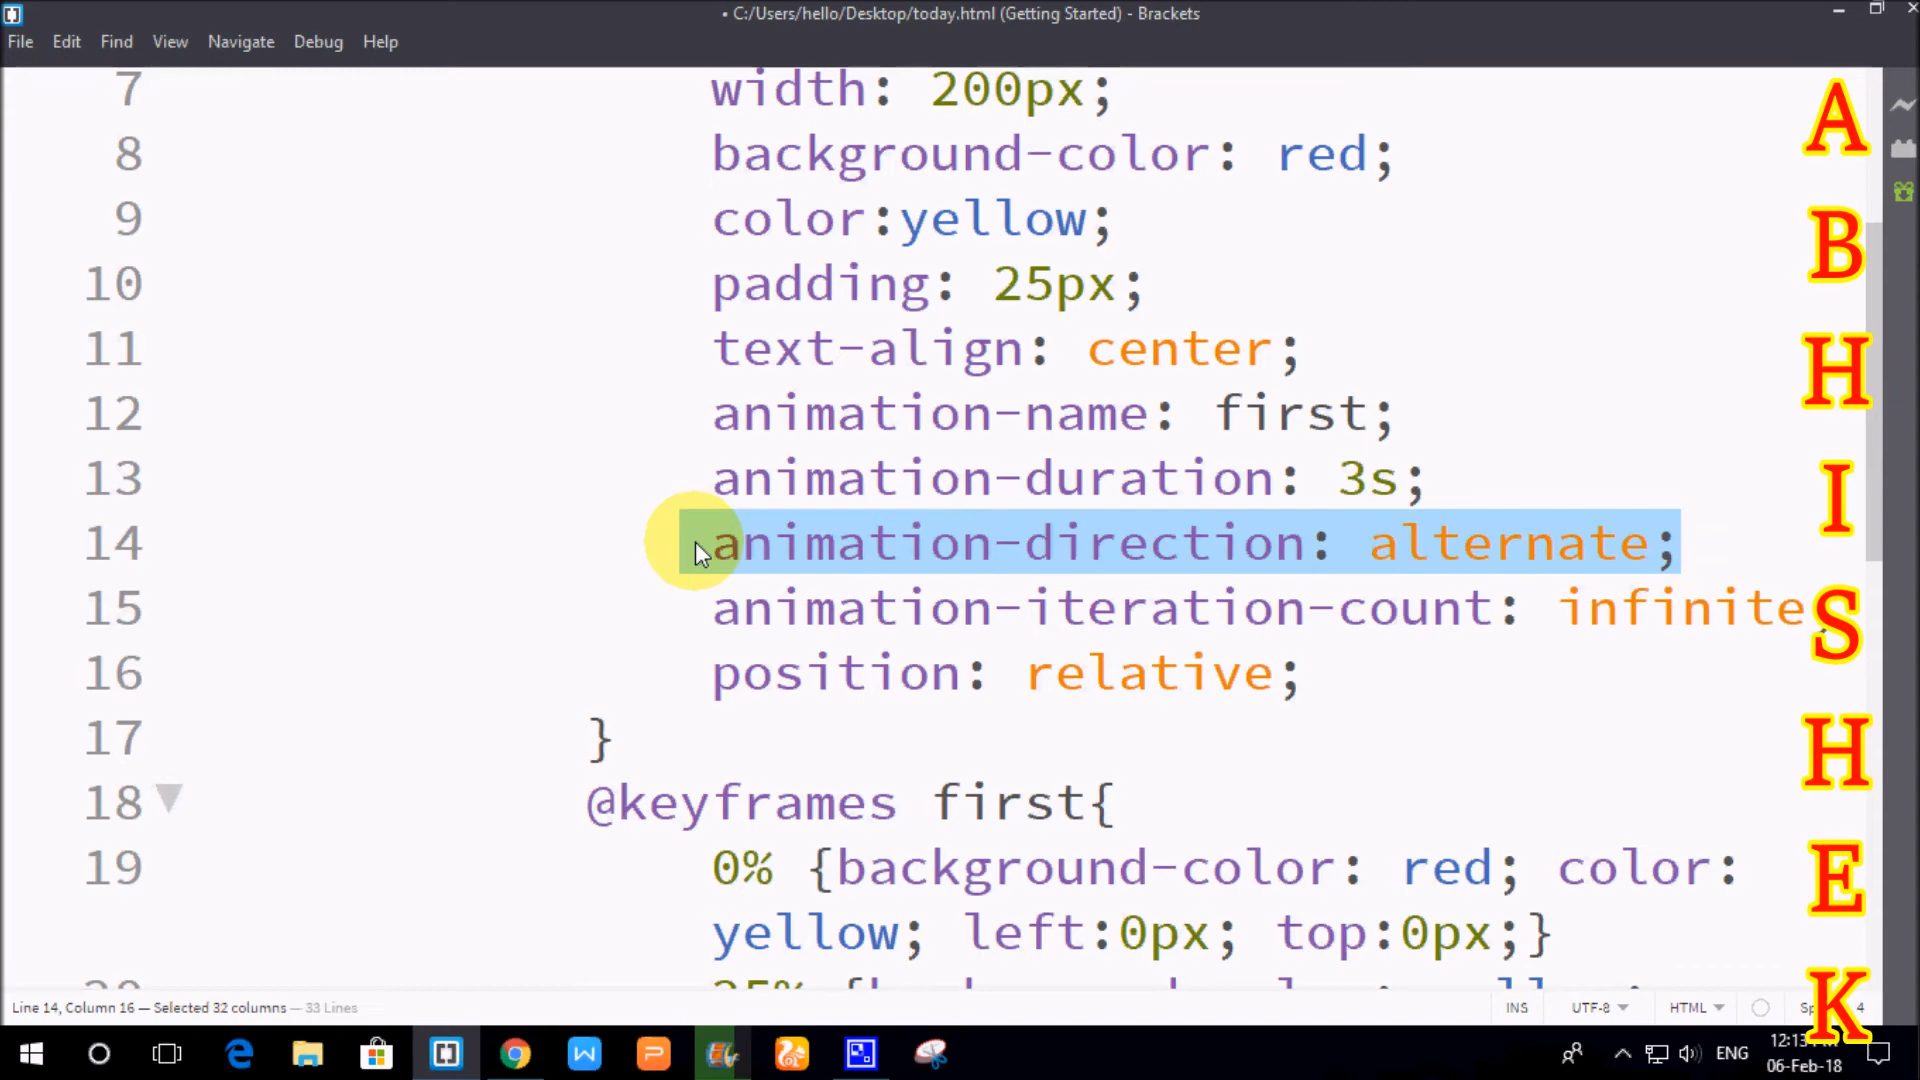 • C:/Users/hello/Desktop/today.html (Getting Started) - Brackets
File Edit Find View Navigate Debug Help
7 width: 200px;
8 background-color: red;
9 color:yellow;
10 padding: 25px;
11 text-align: center;
12 animation-name: first;
13 animation-duration: 3s;
14 animation-direction: alternate;
15 animation-iteration-count: infinite
16 position: relative;
17 }
18 @keyframes first{
19 0% {background-color: red; color:
yellow; left:0px; top:0px;}
A
B
H
I
S
H
E
K
Line 14, Column 16 — Selected 32 columns — 33 Lines
INS UTF-8 HTML 4
ENG
06-Feb-18